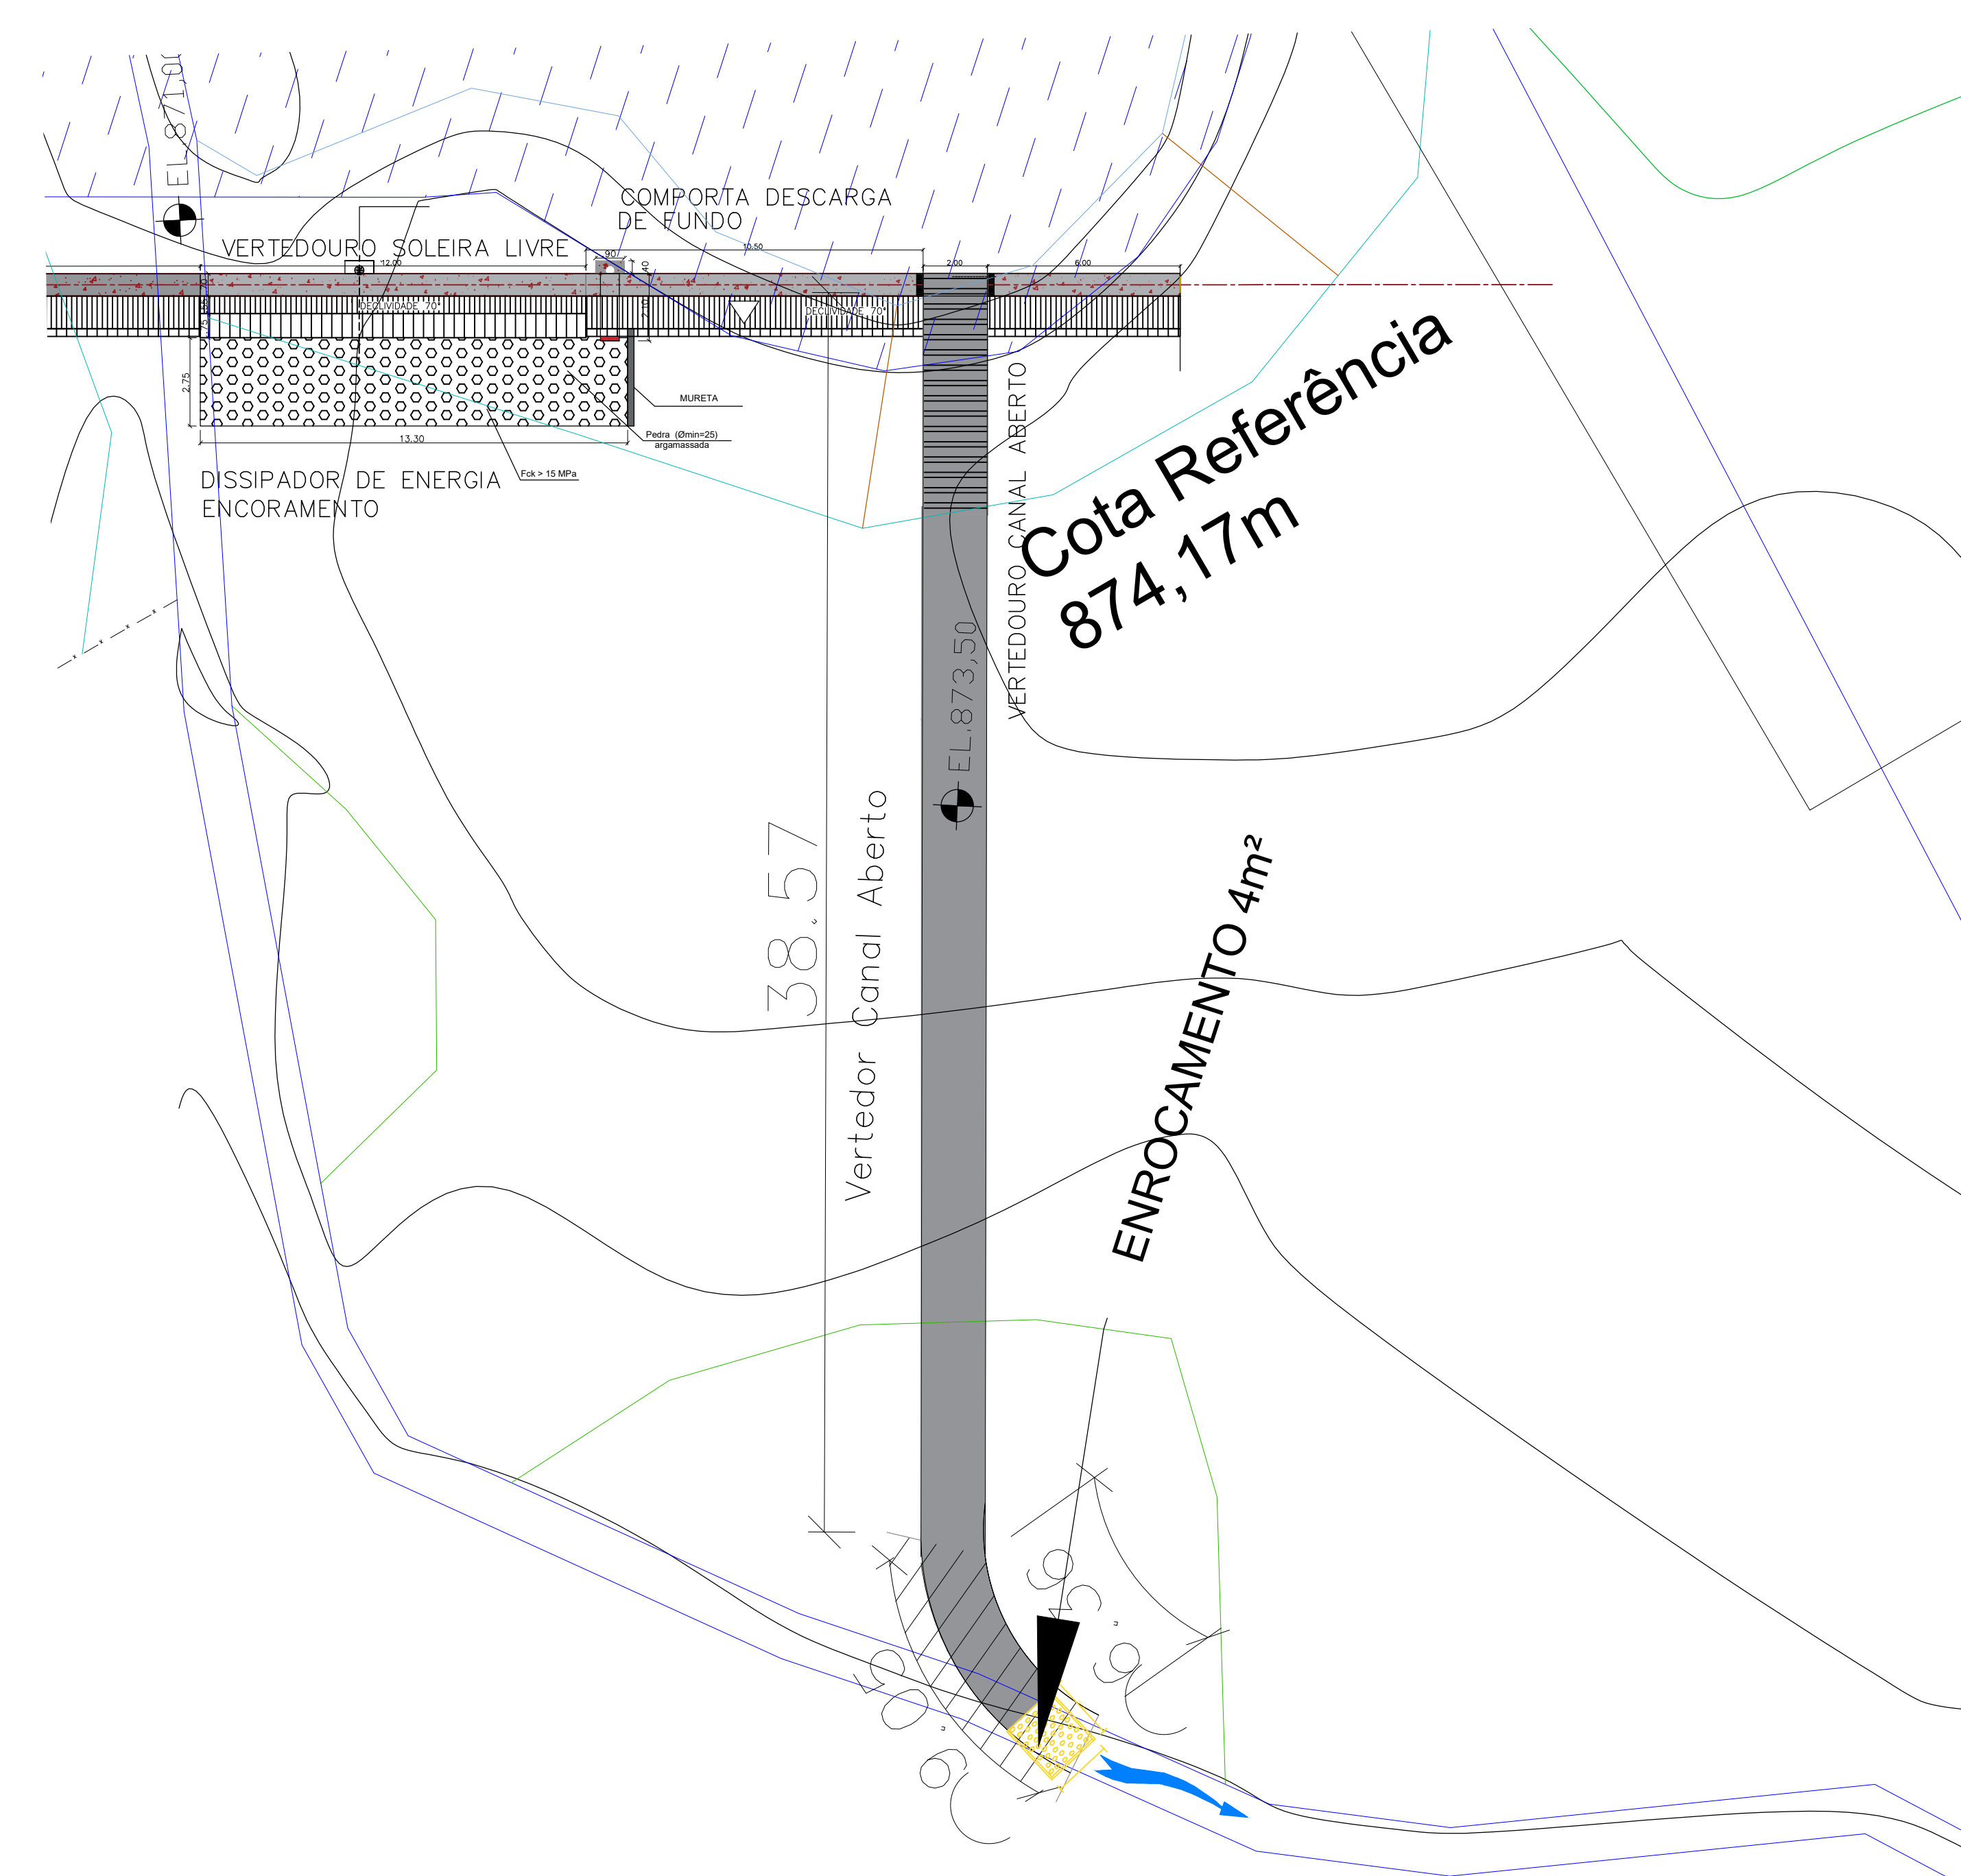 EL.871,00
COMPORTA DESCARGA
DE FUNDO
VERTEDOURO SOLEIRA LIVRE
10.50
90
12.00
2.00
6.00
DECLIVIDADE 70°
DECLIVIDADE 70°
2,75
MURETA
Pedra (Ømin=25)
argamassada
13.30
Fck > 15 MPa
DISSIPADOR DE ENERGIA
ENCORAMENTO
VERTEDOURO CANAL ABERTO
Cota Referência
874,17m
EL.873,50
38.57
Vertedor Canal Aberto
ENROCAMENTO 4m²